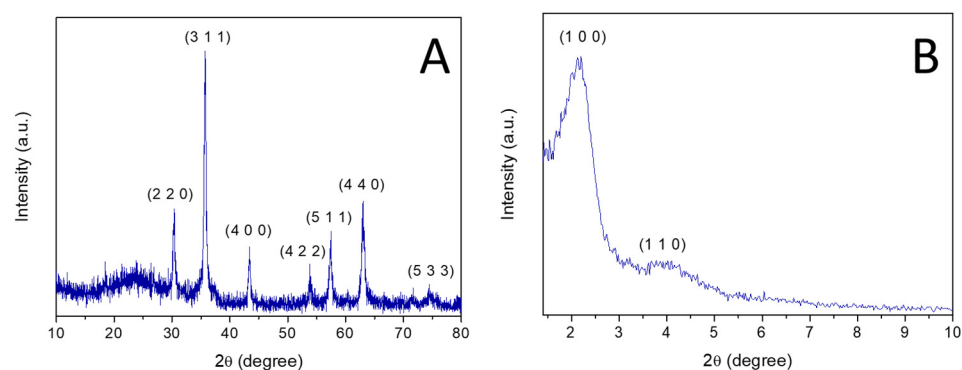 A
(3 1 1)
(2 2 0)
(4 0 0)
(4 2 2)
(5 1 1)
(4 4 0)
(5 3 3)
Intensity (a.u.)
10 20 30 40 50 60 70 80
2θ (degree)
B
(1 0 0)
(1 1 0)
Intensity (a.u.)
2 3 4 5 6 7 8 9 10
2θ (degree)